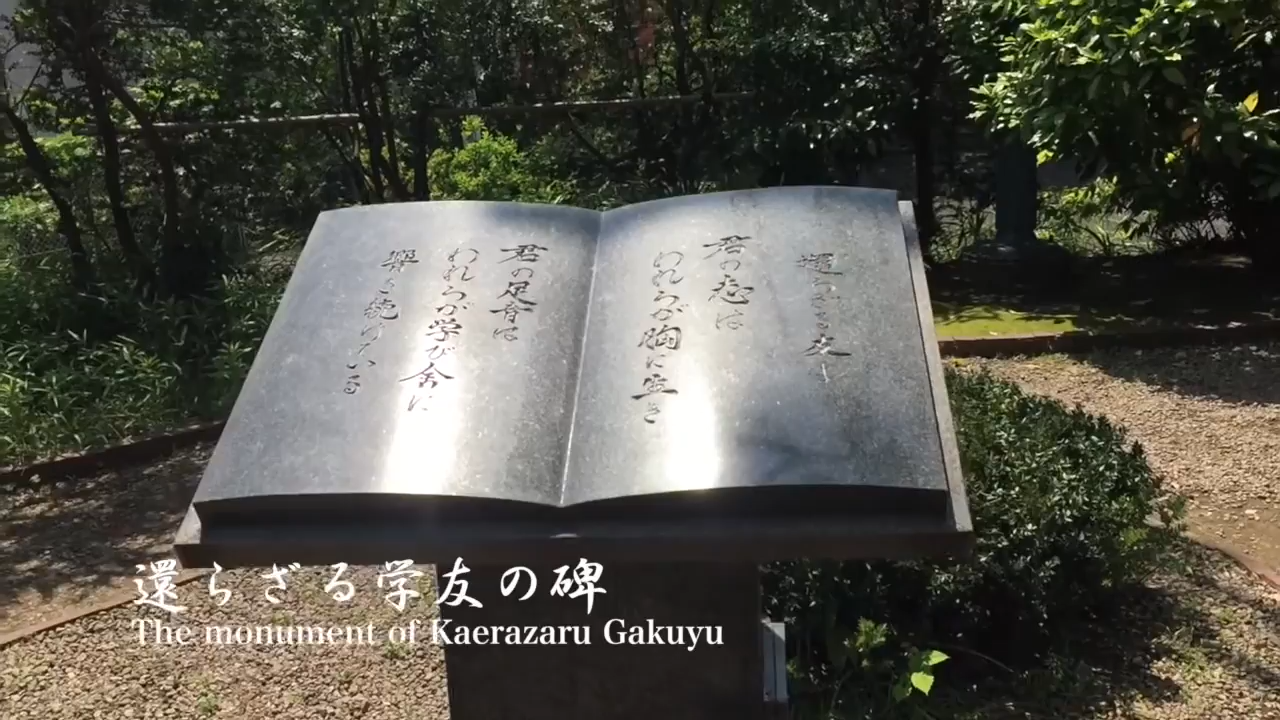 還らざる友よ
君の志は
われらが胸に生き
君の足音は
われらが学び舎に
響き続けている
還らざる学友の碑
The monument of Kaerazaru Gakuyu